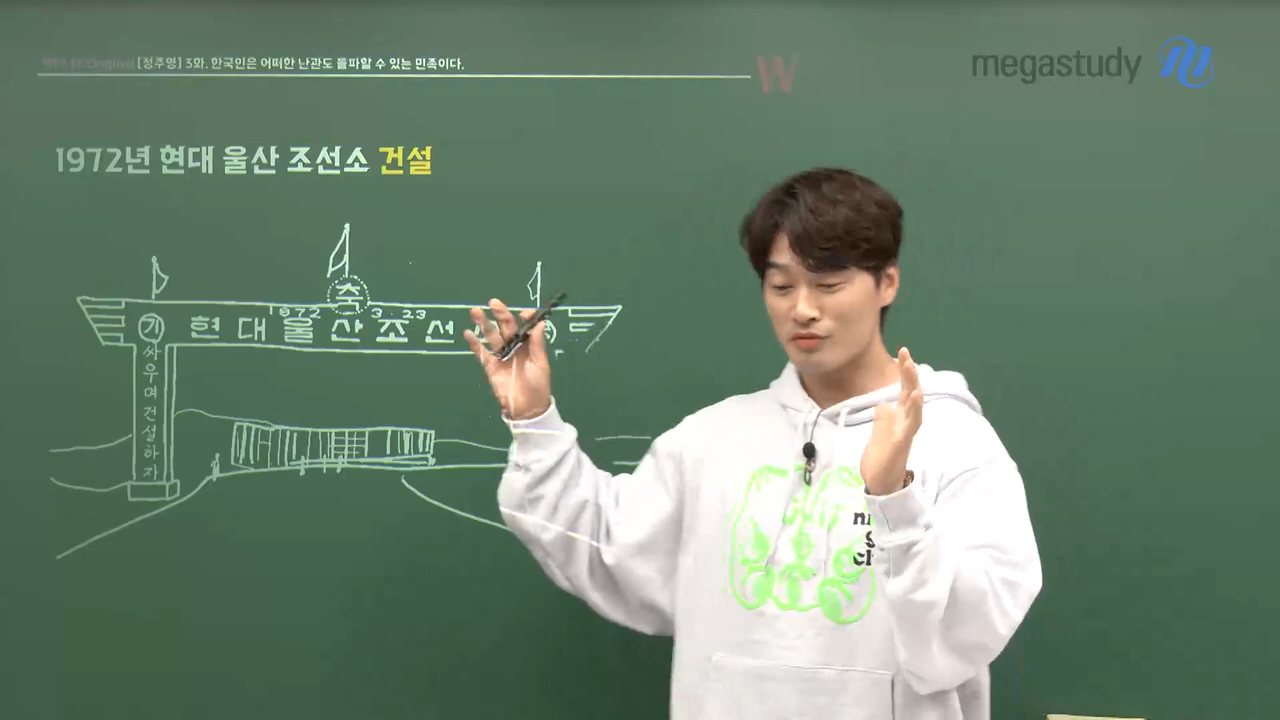 [정주영] 3화. 한국인은 어떠한 난관도 돌파할 수 있는 민족이다.
W
megastudy
1972년 현대 울산 조선소 건설
축
1972 3. 23
기 현대울산조선
싸우며건설하자